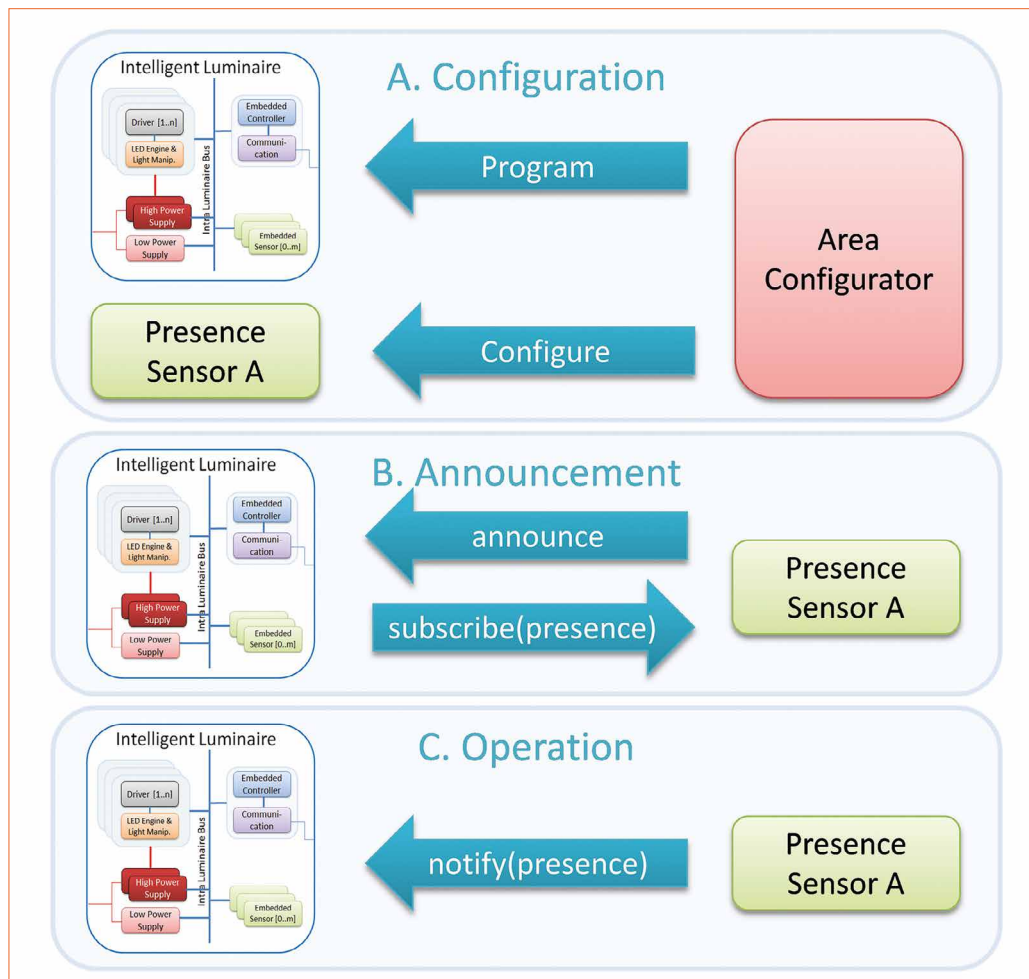 Intelligent Luminaire
Driver [1..n]
LED Engine &
Light Manip.
High Power
Supply
Low Power
Supply
Intra Luminaire Bus
Embedded
Controller
Communi-
cation
Embedded
Sensor [0..m]
A. Configuration
Program
Area
Configurator
Presence
Sensor A
Configure
Intelligent Luminaire
Driver [1..n]
LED Engine &
Light Manip.
High Power
Supply
Low Power
Supply
Intra Luminaire Bus
Embedded
Controller
Communi-
cation
Embedded
Sensor [0..m]
B. Announcement
announce
subscribe(presence)
Presence
Sensor A
Intelligent Luminaire
Driver [1..n]
LED Engine &
Light Manip.
High Power
Supply
Low Power
Supply
Intra Luminaire Bus
Embedded
Controller
Communi-
cation
Embedded
Sensor [0..m]
C. Operation
notify(presence)
Presence
Sensor A